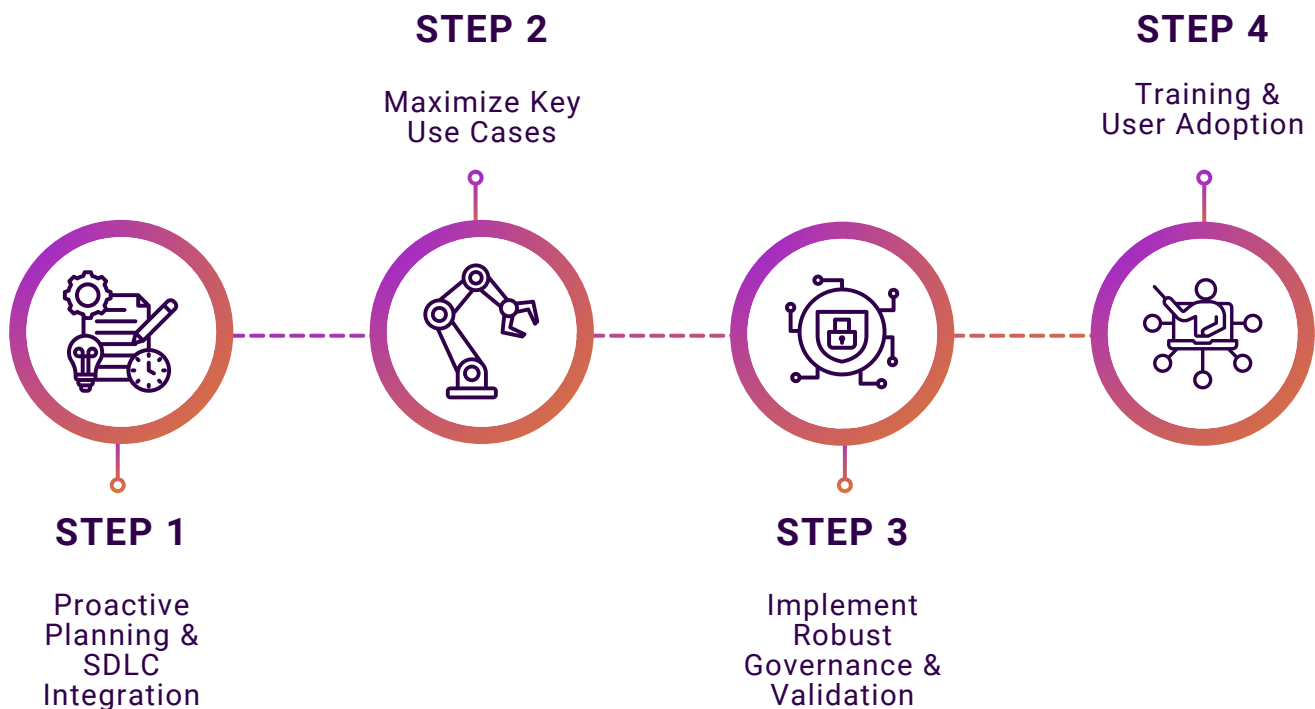 STEP 1
Proactive
Planning &
SDLC
Integration
STEP 2
Maximize Key
Use Cases
STEP 3
Implement
Robust
Governance &
Validation
STEP 4
Training &
User Adoption